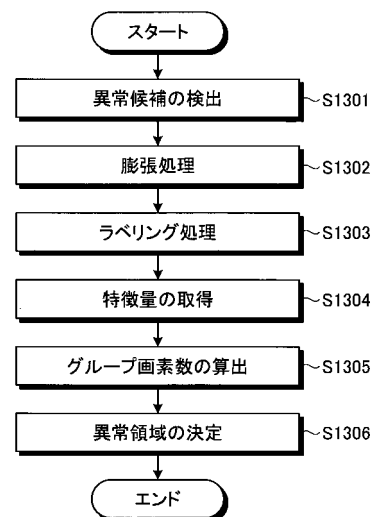 スタート
異常候補の検出 ～S1301
膨張処理 ～S1302
ラベリング処理 ～S1303
特徴量の取得 ～S1304
グループ画素数の算出 ～S1305
異常領域の決定 ～S1306
エンド